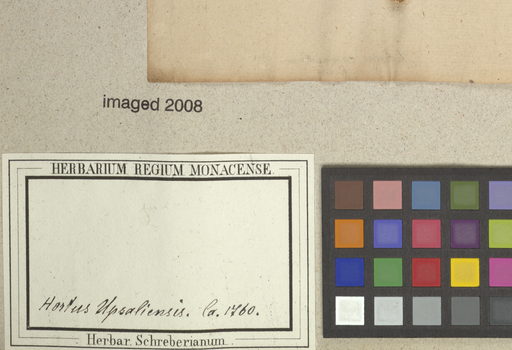 imaged 2008
HERBARIUM REGIUM MONACENSE.
Hortus Upsaliensis. Ca. 1760.
Herbar. Schreberianum.